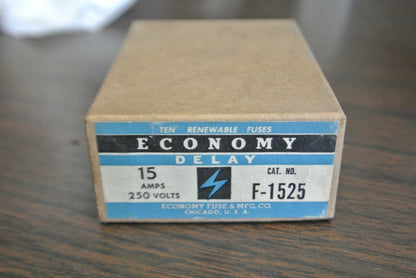 TEN RENEWABLE FUSES
ECONOMY
DELAY
15
AMPS
250 VOLTS
CAT. NO.
F-1525
ECONOMY FUSE & MFG. CO.
CHICAGO, U.S.A.